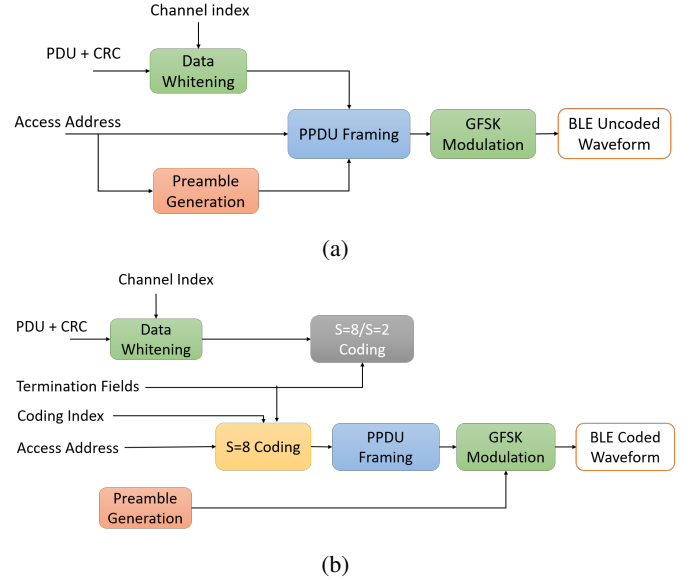 Channel index
PDU + CRC
Data
Whitening
Access Address
PPDU Framing
GFSK
Modulation
BLE Uncoded
Waveform
Preamble
Generation
(a)
Channel Index
PDU + CRC
Data
Whitening
S=8/S=2
Coding
Termination Fields
Coding Index
Access Address
S=8 Coding
PPDU
Framing
GFSK
Modulation
BLE Coded
Waveform
Preamble
Generation
(b)